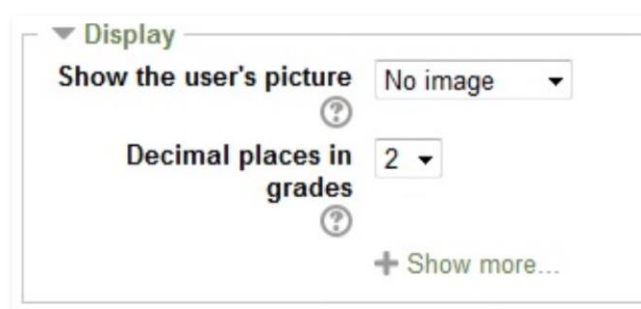 Display
Show the user's picture No image
?
Decimal places in 2
grades
?
Show more...